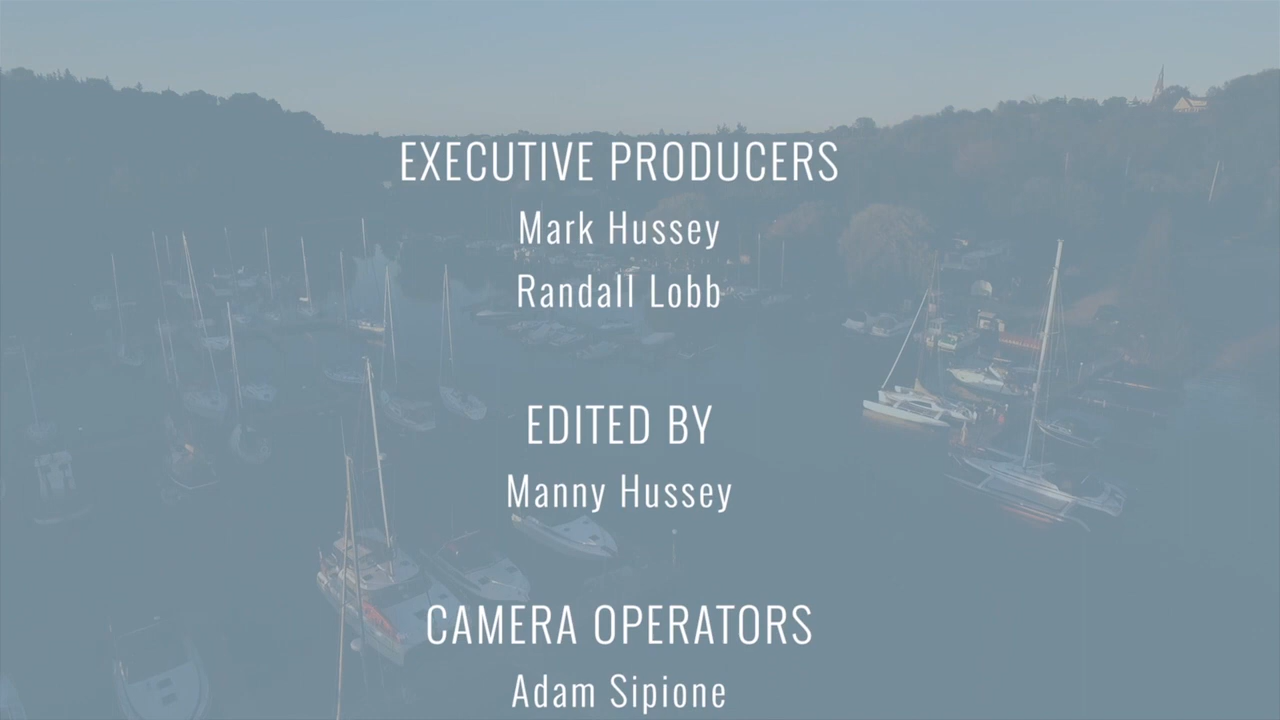 EXECUTIVE PRODUCERS
Mark Hussey
Randall Lobb
EDITED BY
Manny Hussey
CAMERA OPERATORS
Adam Sipione